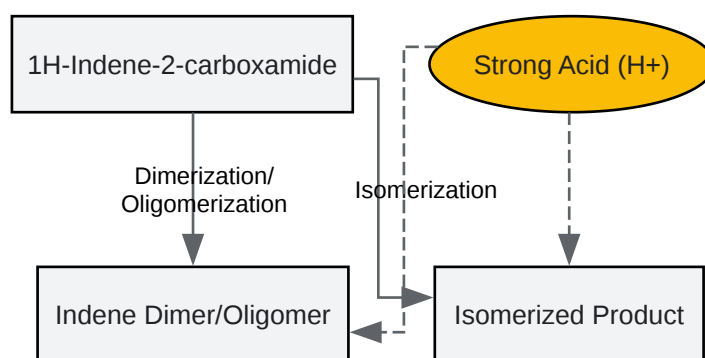 1H-Indene-2-carboxamide
Strong Acid (H+)
Dimerization/
Oligomerization
Isomerization
Indene Dimer/Oligomer
Isomerized Product